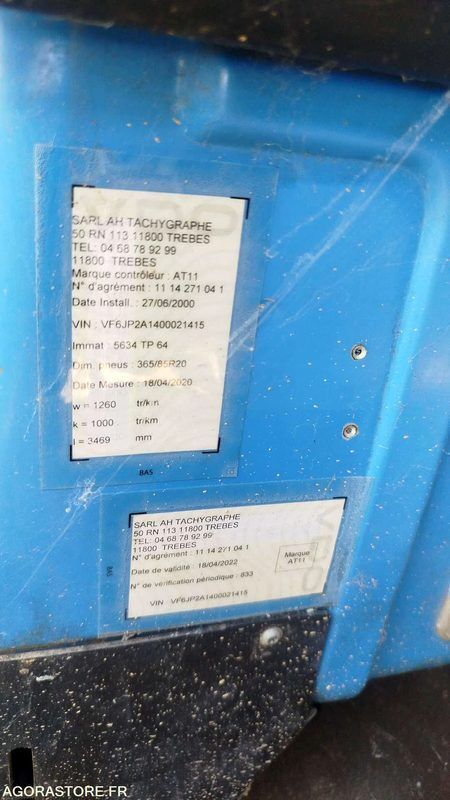 SARL AH TACHYGRAPHE
50 RN 113 11800 TREBES
TEL: 04 68 78 92 99
11800 TREBES
Marque contrôleur : AT11
N° d'agrément : 11 14 271 04 1
Date Install. : 27/06/2000
VIN : VF6JP2A1400021415
Immat : 5634 TP 64
Dim. pneus : 365/85R20
Date Mesure : 18/04/2020
w = 1260 tr/km
k = 1000 tr/km
l = 3469 mm
BAS
SARL AH TACHYGRAPHE
50 RN 113 11800 TREBES
TEL: 04 68 78 92 99
11800 TREBES
N° d'agrément : 11 14 271 04 1
Date de validité : 18/04/2022
Marque
AT11
N° de vérification périodique : 833
VIN VF6JP2A1400021415
BAS
AGORASTORE.FR